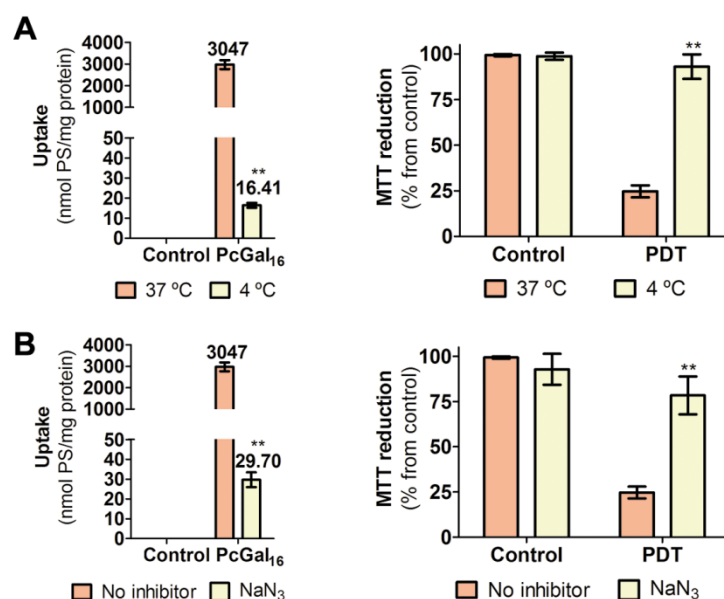 A
Uptake
(nmol PS/mg protein)
4000
3000
2000
1000
50
40
30
20
10
0
3047
**
16.41
Control PcGal₁₆
37 ºC 4 ºC
MTT reduction
(% from control)
100
75
50
25
**
Control PDT
37 ºC 4 ºC
B
Uptake
(nmol PS/mg protein)
4000
3000
2000
1000
50
40
30
20
10
0
3047
**
29.70
Control PcGal₁₆
No inhibitor NaN₃
MTT reduction
(% from control)
100
75
50
25
**
Control PDT
No inhibitor NaN₃